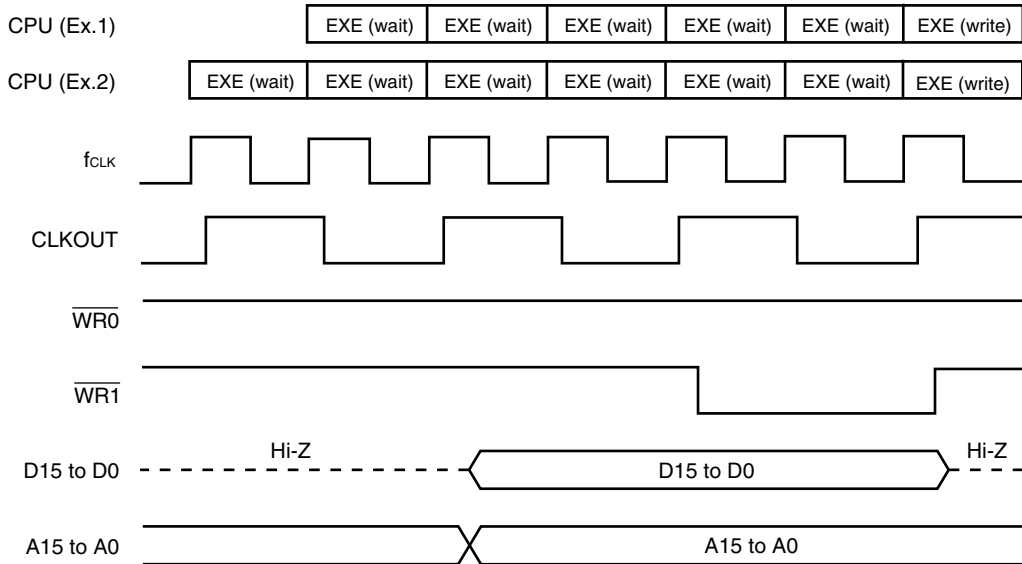 CPU (Ex.1) EXE (wait) EXE (wait) EXE (wait) EXE (wait) EXE (wait) EXE (write)
CPU (Ex.2) EXE (wait) EXE (wait) EXE (wait) EXE (wait) EXE (wait) EXE (wait) EXE (write)
fCLK
CLKOUT
WR0
WR1
Hi-Z Hi-Z
D15 to D0 D15 to D0
A15 to A0 A15 to A0